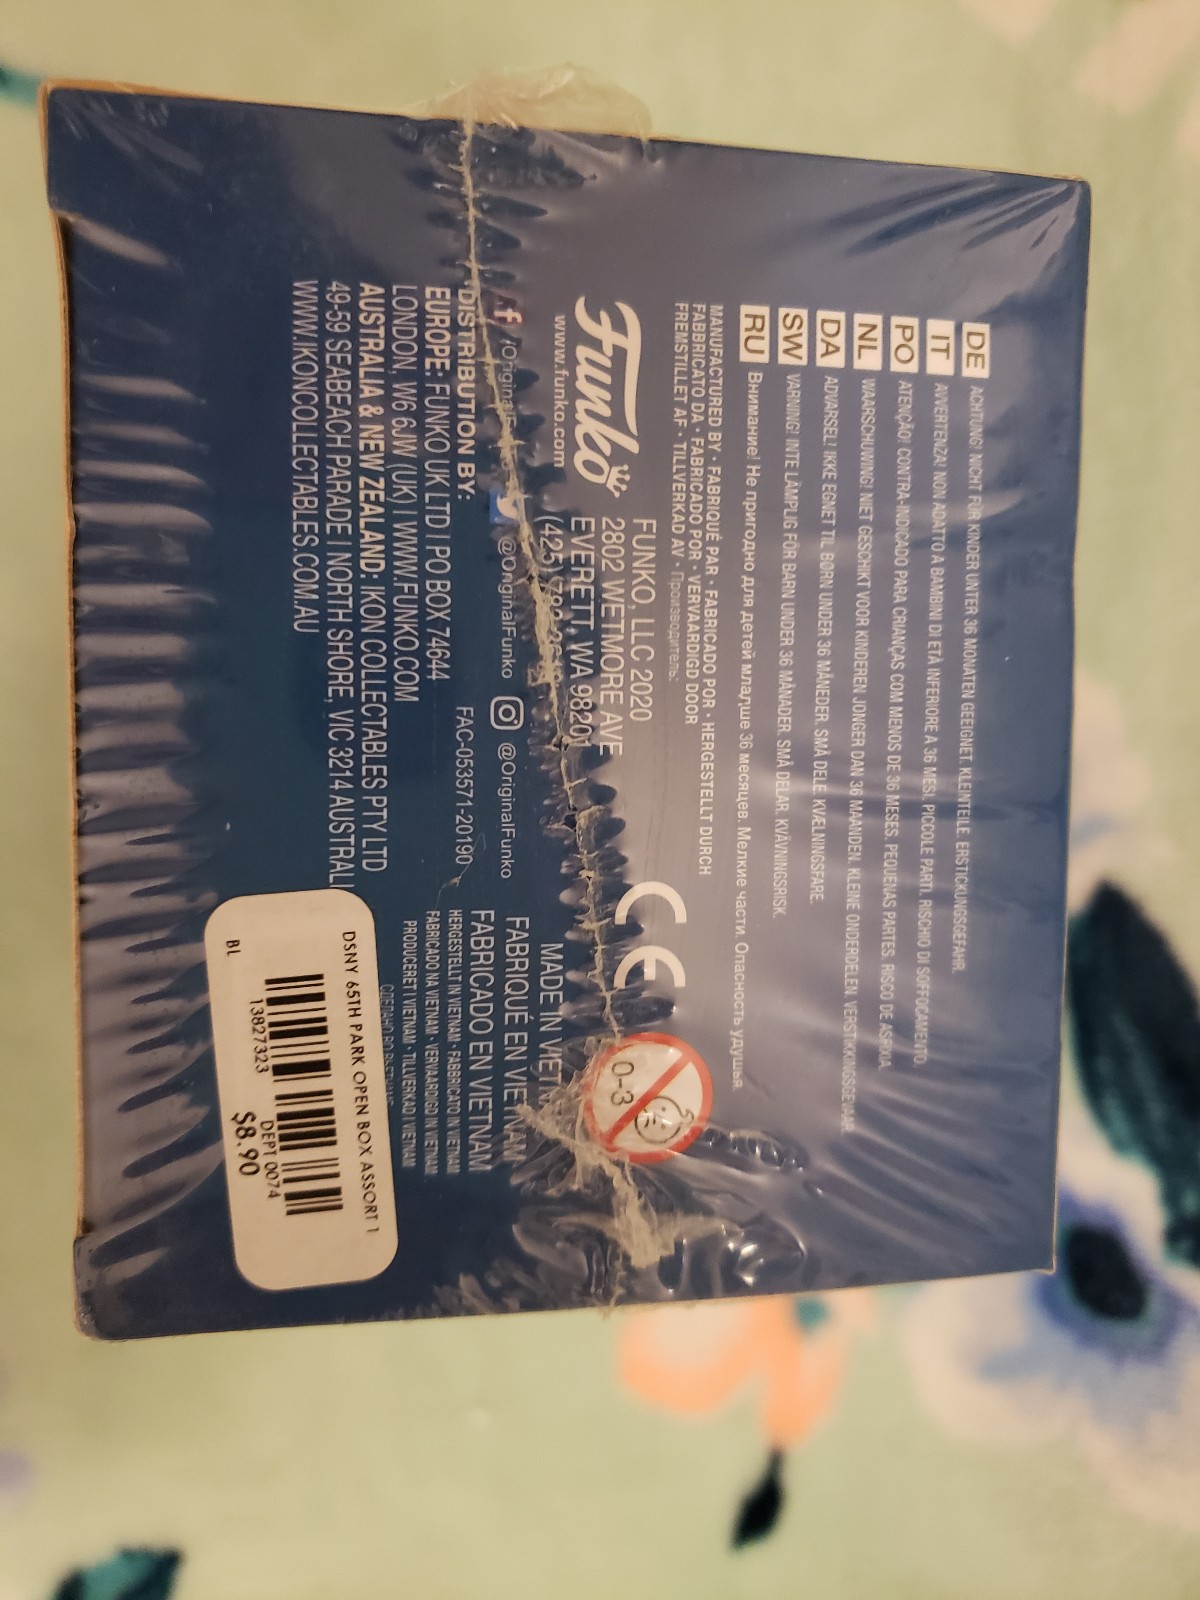 DE ACHTUNG! NICHT FÜR KINDER UNTER 36 MONATEN GEEIGNET. KLEINTEILE. ERSTICKUNGSGEFAHR.
IT AVVERTENZA! NON ADATTO A BAMBINI DI ETÀ INFERIORE A 36 MESI. PICCOLE PARTI. RISCHIO DI SOFFOCAMENTO.
PO ATENÇÃO! CONTRA-INDICADO PARA CRIANÇAS COM MENOS DE 36 MESES. PEQUENAS PARTES. RISCO DE ASFIXIA.
NL WAARSCHUWING! NIET GESCHIKT VOOR KINDEREN JONGER DAN 36 MAANDEN. KLEINE ONDERDELEN. VERSTIKKINGSGEVAAR.
DA ADVARSEL! IKKE EGNET TIL BØRN UNDER 36 MÅNEDER. SMÅ DELE. KVÆLNINGSFARE.
SW VARNING! INTE LÄMPLIG FÖR BARN UNDER 36 MÅNADER. SMÅ DELAR. KVÄVNINGSRISK.
RU Внимание! Не пригодно для детей младше 36 месяцев. Мелкие части. Опасность удушья.
MANUFACTURED BY • FABRIQUÉ PAR • FABRICADO POR • HERGESTELLT DURCH
FABBRICATO DA • FABRICADO POR • VERVAARDIGD DOOR
FREMSTILLET AF • TILLVERKAD AV • Производитель:
Funko
www.funko.com
FUNKO, LLC 2020
2802 WETMORE AVE
EVERETT, WA 98201
(425)
CE
0-3
@OriginalFunko
@OriginalFunko
DISTRIBUTION BY:
EUROPE: FUNKO UK LTD | PO BOX 74644
LONDON, W6 6JW (UK) | WWW.FUNKO.COM
AUSTRALIA & NEW ZEALAND: IKON COLLECTABLES PTY LTD
49-59 SEABEACH PARADE | NORTH SHORE, VIC 3214 AUSTRALI
WWW.IKONCOLLECTABLES.COM.AU
FAC-053571-20190
MADE IN VIETN
FABRIQUÉ EN VIETNAM
FABRICADO EN VIETNAM
HERGESTELLT IN VIETNAM • FABBRICATO IN VIETNAM
FABRICADO NA VIETNAM • VERVAARDIGD IN VIETNAM
PRODUCERET I VIETNAM • TILLVERKAD VIETNAM
DSNY 65TH PARK OPEN BOX ASSORT 1
13827323
BL
DEPT 0074
$8.90